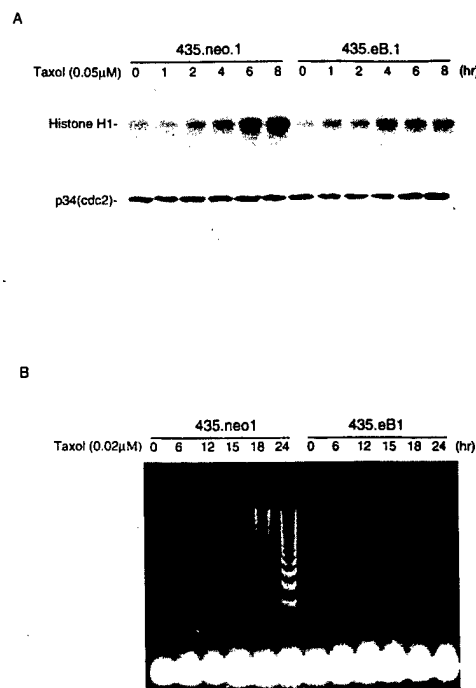 A
435.neo.1 435.eB.1
Taxol (0.05µM) 0 1 2 4 6 8 0 1 2 4 6 8 (hr)
Histone H1-
p34(cdc2)-
B
435.neo1 435.eB1
Taxol (0.02µM) 0 6 12 15 18 24 0 6 12 15 18 24 (hr)